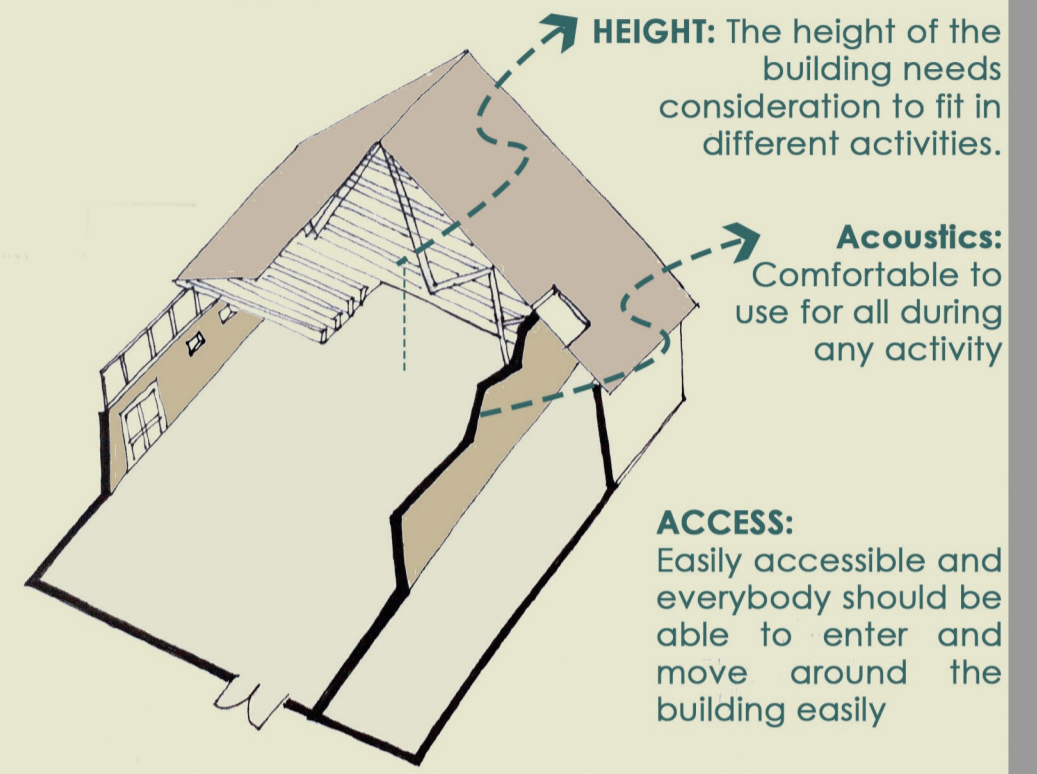 HEIGHT: The height of the
building needs
consideration to fit in
different activities.
Acoustics:
Comfortable to
use for all during
any activity
ACCESS:
Easily accessible and
everybody should be
able to enter and
move around the
building easily